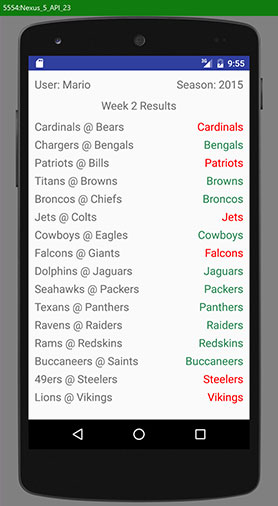 5554:Nexus_5_API_23
3G 9:55
User: Mario Season: 2015
Week 2 Results
Cardinals @ Bears Cardinals
Chargers @ Bengals Bengals
Patriots @ Bills Patriots
Titans @ Browns Browns
Broncos @ Chiefs Broncos
Jets @ Colts Jets
Cowboys @ Eagles Cowboys
Falcons @ Giants Falcons
Dolphins @ Jaguars Jaguars
Seahawks @ Packers Packers
Texans @ Panthers Panthers
Ravens @ Raiders Raiders
Rams @ Redskins Redskins
Buccaneers @ Saints Buccaneers
49ers @ Steelers Steelers
Lions @ Vikings Vikings